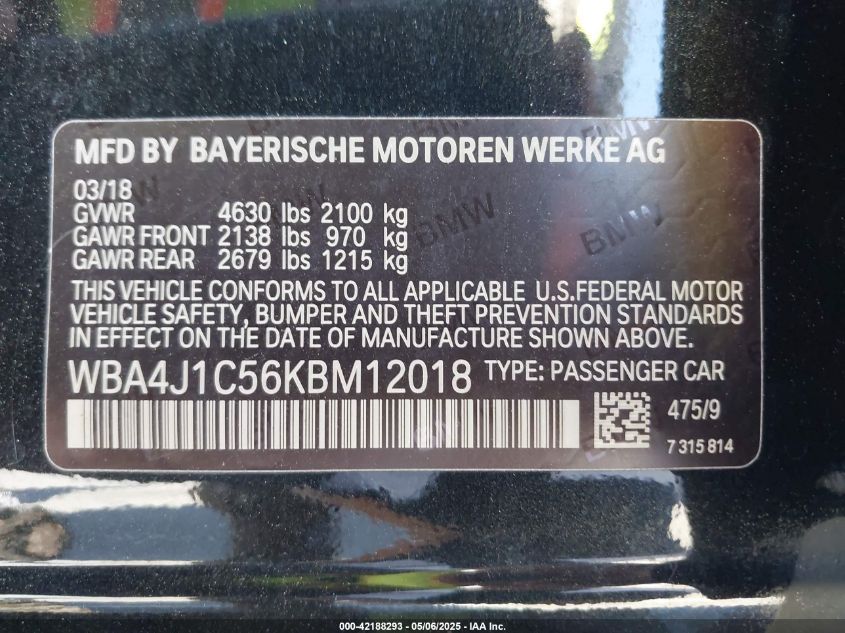 MFD BY BAYERISCHE MOTOREN WERKE AG
03/18
GVWR 4630 lbs 2100 kg
GAWR FRONT 2138 lbs 970 kg
GAWR REAR 2679 lbs 1215 kg
THIS VEHICLE CONFORMS TO ALL APPLICABLE U.S.FEDERAL MOTOR
VEHICLE SAFETY, BUMPER AND THEFT PREVENTION STANDARDS
IN EFFECT ON THE DATE OF MANUFACTURE SHOWN ABOVE.
WBA4J1C56KBM12018 TYPE: PASSENGER CAR
475/9
7 315 814
BMW
BMW
BMW
000-42188293 - 05/06/2025 - IAA Inc.